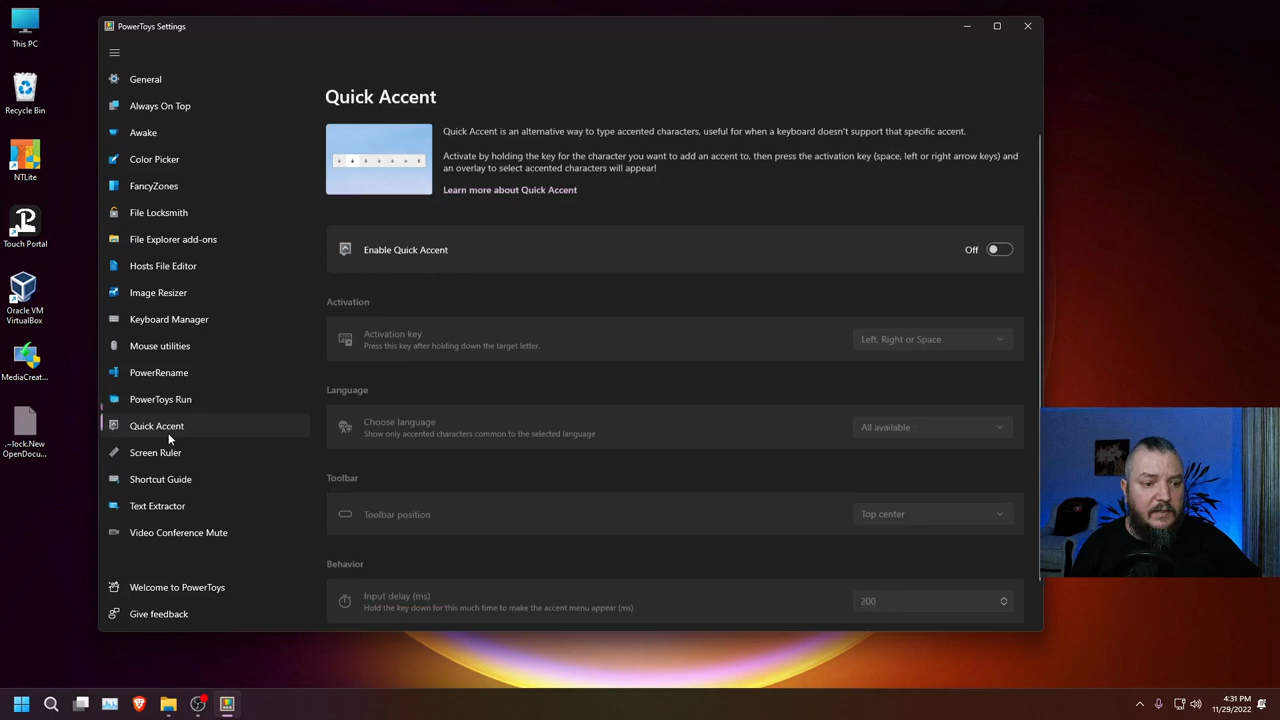 This PC
Recycle Bin
NTLite
Touch Portal
Oracle VM
VirtualBox
MediaCreat...
.~lock.New
OpenDocu...
PowerToys Settings
General
Always On Top
Awake
Color Picker
FancyZones
File Locksmith
File Explorer add-ons
Hosts File Editor
Image Resizer
Keyboard Manager
Mouse utilities
PowerRename
PowerToys Run
Quick Accent
Screen Ruler
Shortcut Guide
Text Extractor
Video Conference Mute
Welcome to PowerToys
Give feedback
Quick Accent
Quick Accent is an alternative way to type accented characters, useful for when a keyboard doesn't support that specific accent.
Activate by holding the key for the character you want to add an accent to, then press the activation key (space, left or right arrow keys) and
an overlay to select accented characters will appear!
Learn more about Quick Accent
Enable Quick Accent
Off
Activation
Activation key
Press this key after holding down the target letter.
Left, Right or Space
Language
Choose language
Show only accented characters common to the selected language
All available
Toolbar
Toolbar position
Top center
Behavior
Input delay (ms)
Hold the key down for this much time to make the accent menu appear (ms)
200
4:31 PM
11/29/2022